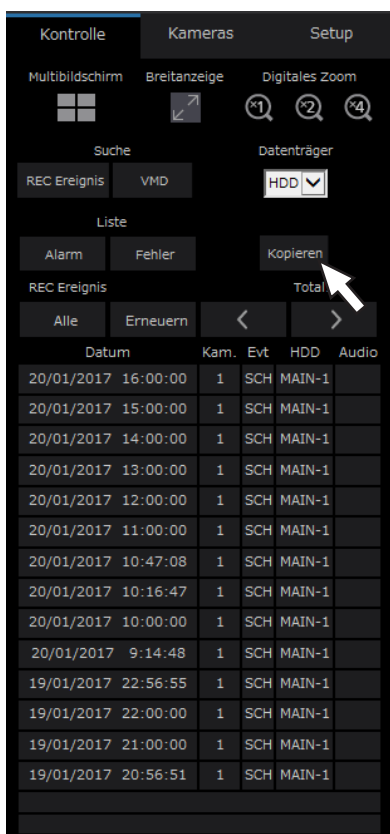 Kontrolle Kameras Setup
Multibildschirm Breitanzeige Digitales Zoom
×1 ×2 ×4
Suche Datenträger
REC Ereignis VMD HDD
Liste
Alarm Fehler Kopieren
REC Ereignis Total:
Alle Erneuern < >
Datum Kam. Evt HDD Audio
20/01/2017 16:00:00 1 SCH MAIN-1
20/01/2017 15:00:00 1 SCH MAIN-1
20/01/2017 14:00:00 1 SCH MAIN-1
20/01/2017 13:00:00 1 SCH MAIN-1
20/01/2017 12:00:00 1 SCH MAIN-1
20/01/2017 11:00:00 1 SCH MAIN-1
20/01/2017 10:47:08 1 SCH MAIN-1
20/01/2017 10:16:47 1 SCH MAIN-1
20/01/2017 10:00:00 1 SCH MAIN-1
20/01/2017 9:14:48 1 SCH MAIN-1
19/01/2017 22:56:55 1 SCH MAIN-1
19/01/2017 22:00:00 1 SCH MAIN-1
19/01/2017 21:00:00 1 SCH MAIN-1
19/01/2017 20:56:51 1 SCH MAIN-1